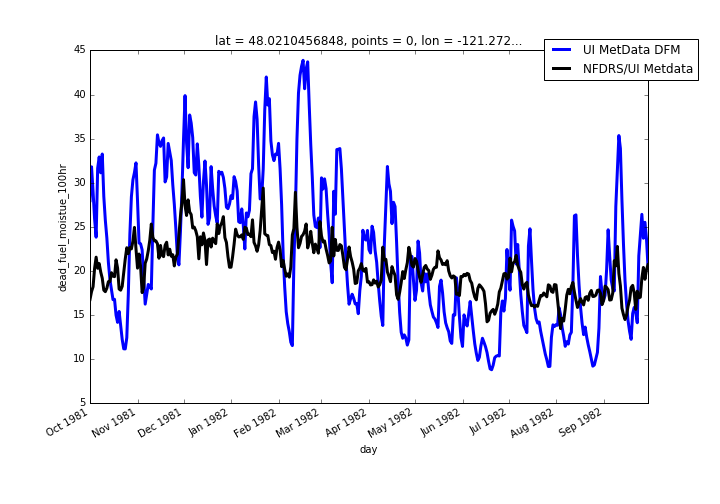 lat = 48.0210456848, points = 0, lon = -121.272...
UI MetData DFM
NFDRS/UI Metdata
45
40
35
30
25
20
15
10
5
dead_fuel_moistue_100hr
Oct 1981
Nov 1981
Dec 1981
Jan 1982
Feb 1982
Mar 1982
Apr 1982
May 1982
Jun 1982
Jul 1982
Aug 1982
Sep 1982
day